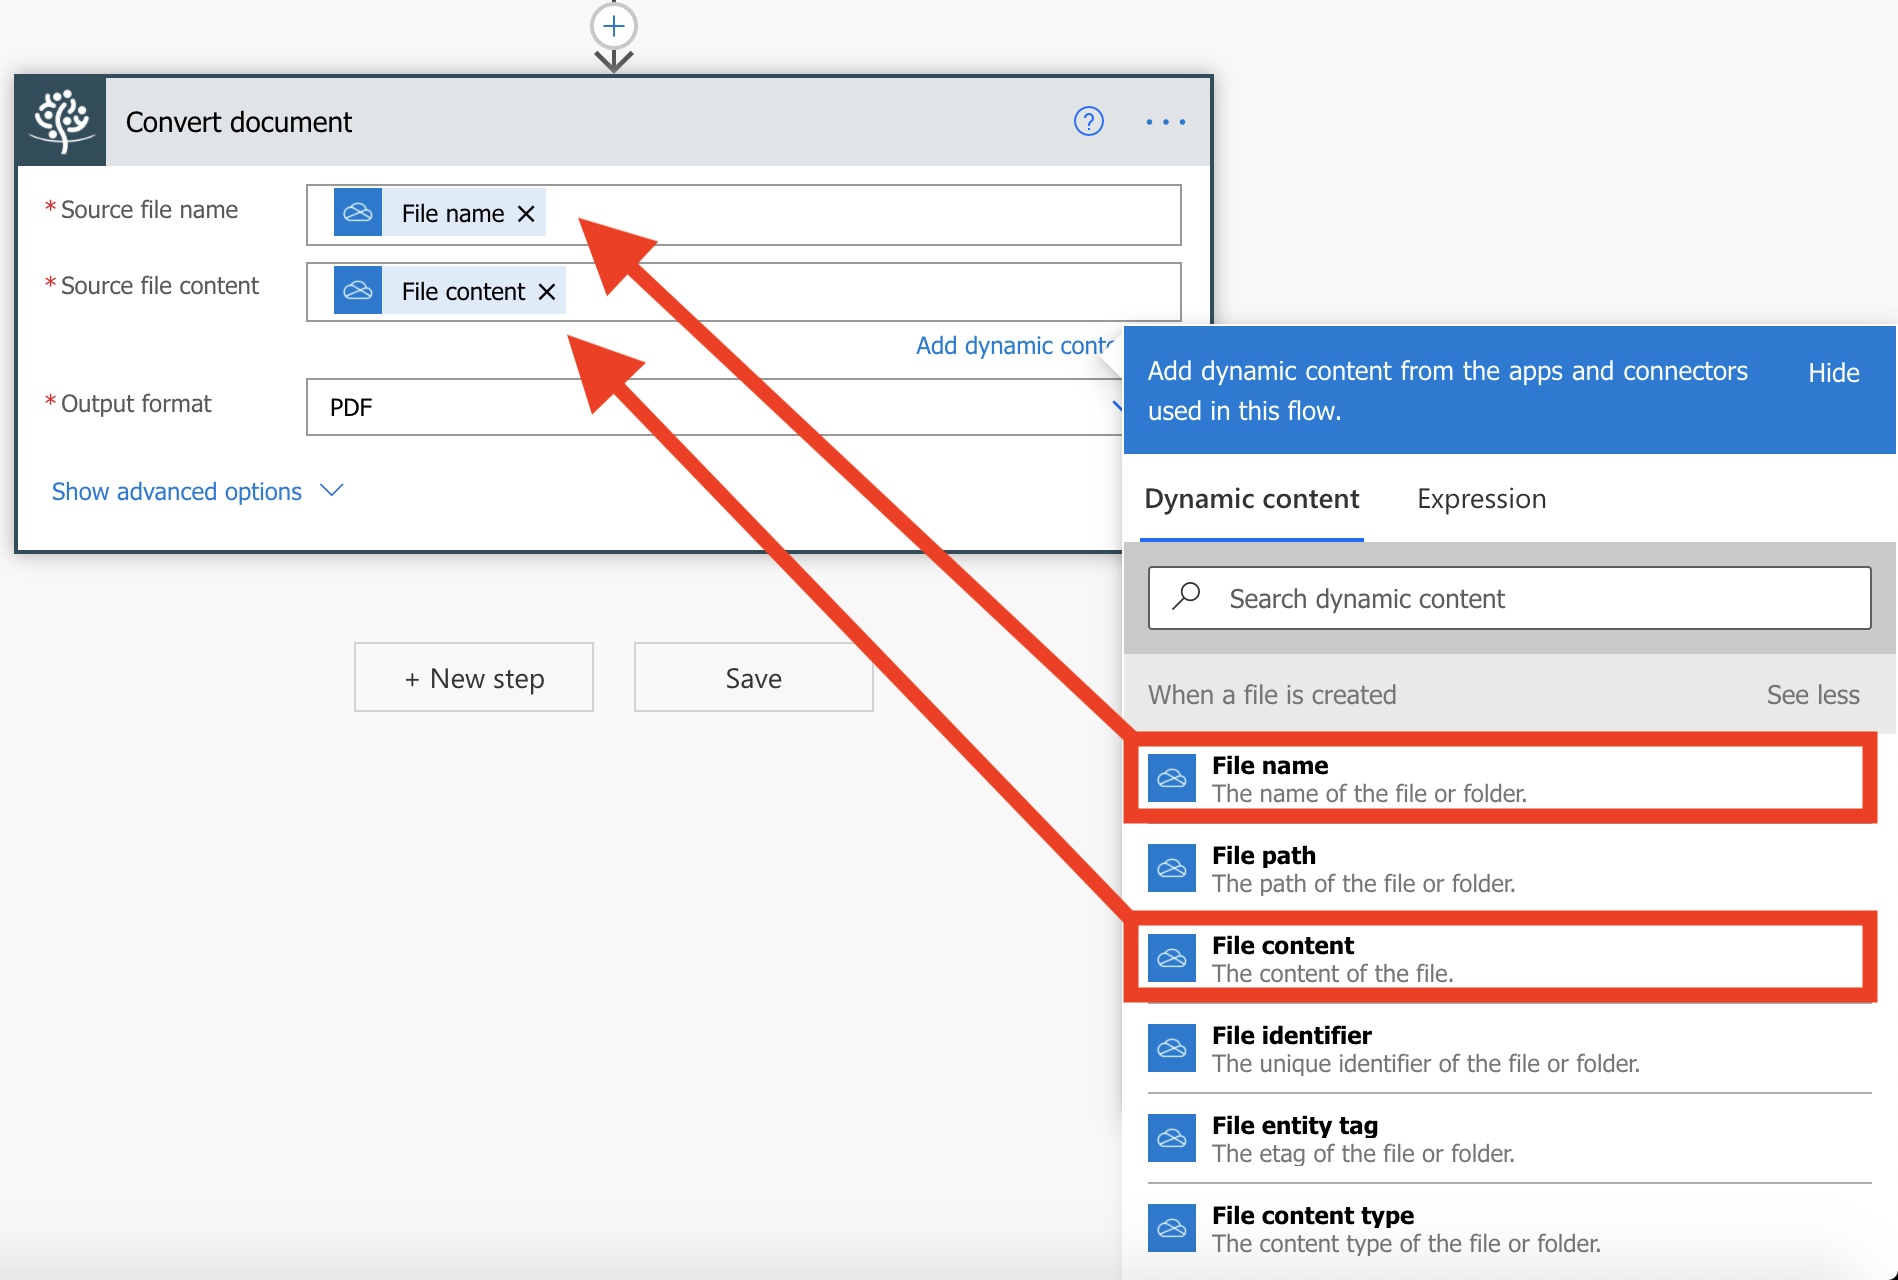 Convert document
* Source file name
File name
* Source file content
File content
Add dynamic conte
* Output format
PDF
Show advanced options
+ New step
Save
Add dynamic content from the apps and connectors
used in this flow.
Hide
Dynamic content
Expression
Search dynamic content
When a file is created
See less
File name
The name of the file or folder.
File path
The path of the file or folder.
File content
The content of the file.
File identifier
The unique identifier of the file or folder.
File entity tag
The etag of the file or folder.
File content type
The content type of the file or folder.